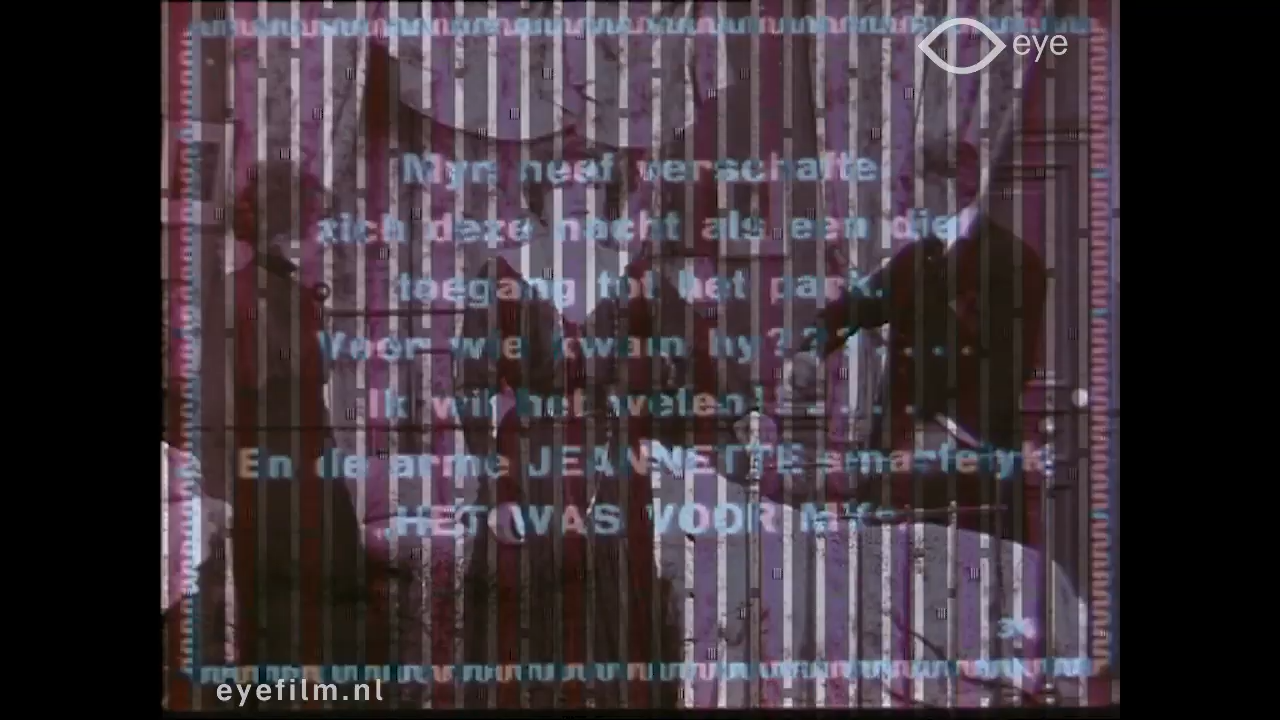 eye
Myn neef verschafte
zich deze nacht als een dief
toegang tot het park.
Voor wie kwam hy???....
Ik wil het weten!!.....
En de arme JEANNETTE smartelyk:
„HET WAS VOOR MY"
34
eyefilm.nl